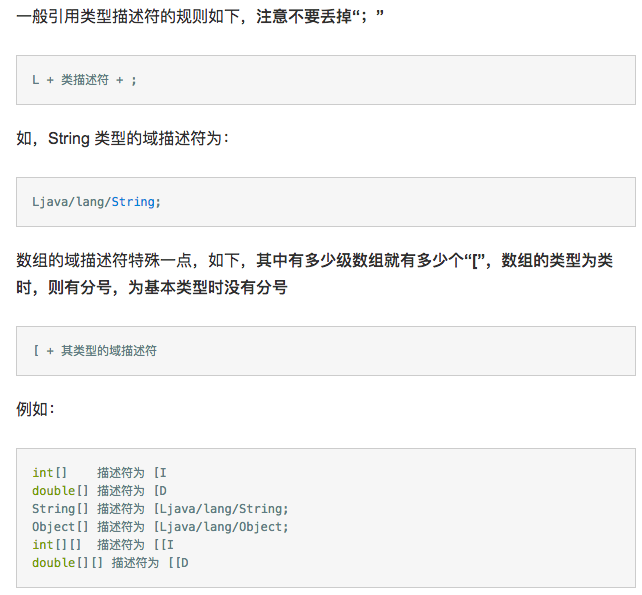 一般引用类型描述符的规则如下，注意不要丢掉“；”
L + 类描述符 + ;
如，String 类型的域描述符为：
Ljava/lang/String;
数组的域描述符特殊一点，如下，其中有多少级数组就有多少个“[”，数组的类型为类
时，则有分号，为基本类型时没有分号
[ + 其类型的域描述符
例如：
int[]    描述符为 [I
double[] 描述符为 [D
String[] 描述符为 [Ljava/lang/String;
Object[] 描述符为 [Ljava/lang/Object;
int[][]  描述符为 [[I
double[][] 描述符为 [[D